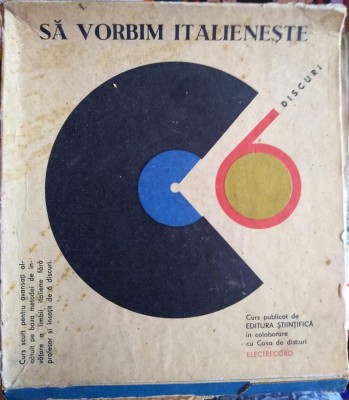 SĂ VORBIM ITALIENEȘTE
6
DISCURI
Curs scurt pentru avansați al-
cătuit pe baza metodei de în-
vățare a limbii italiene fără
profesor și însoțit de 6 discuri.
Curs publicat de
EDITURA ȘTIINȚIFICĂ
în colaborare
cu Casa de discuri
ELECTRECORD